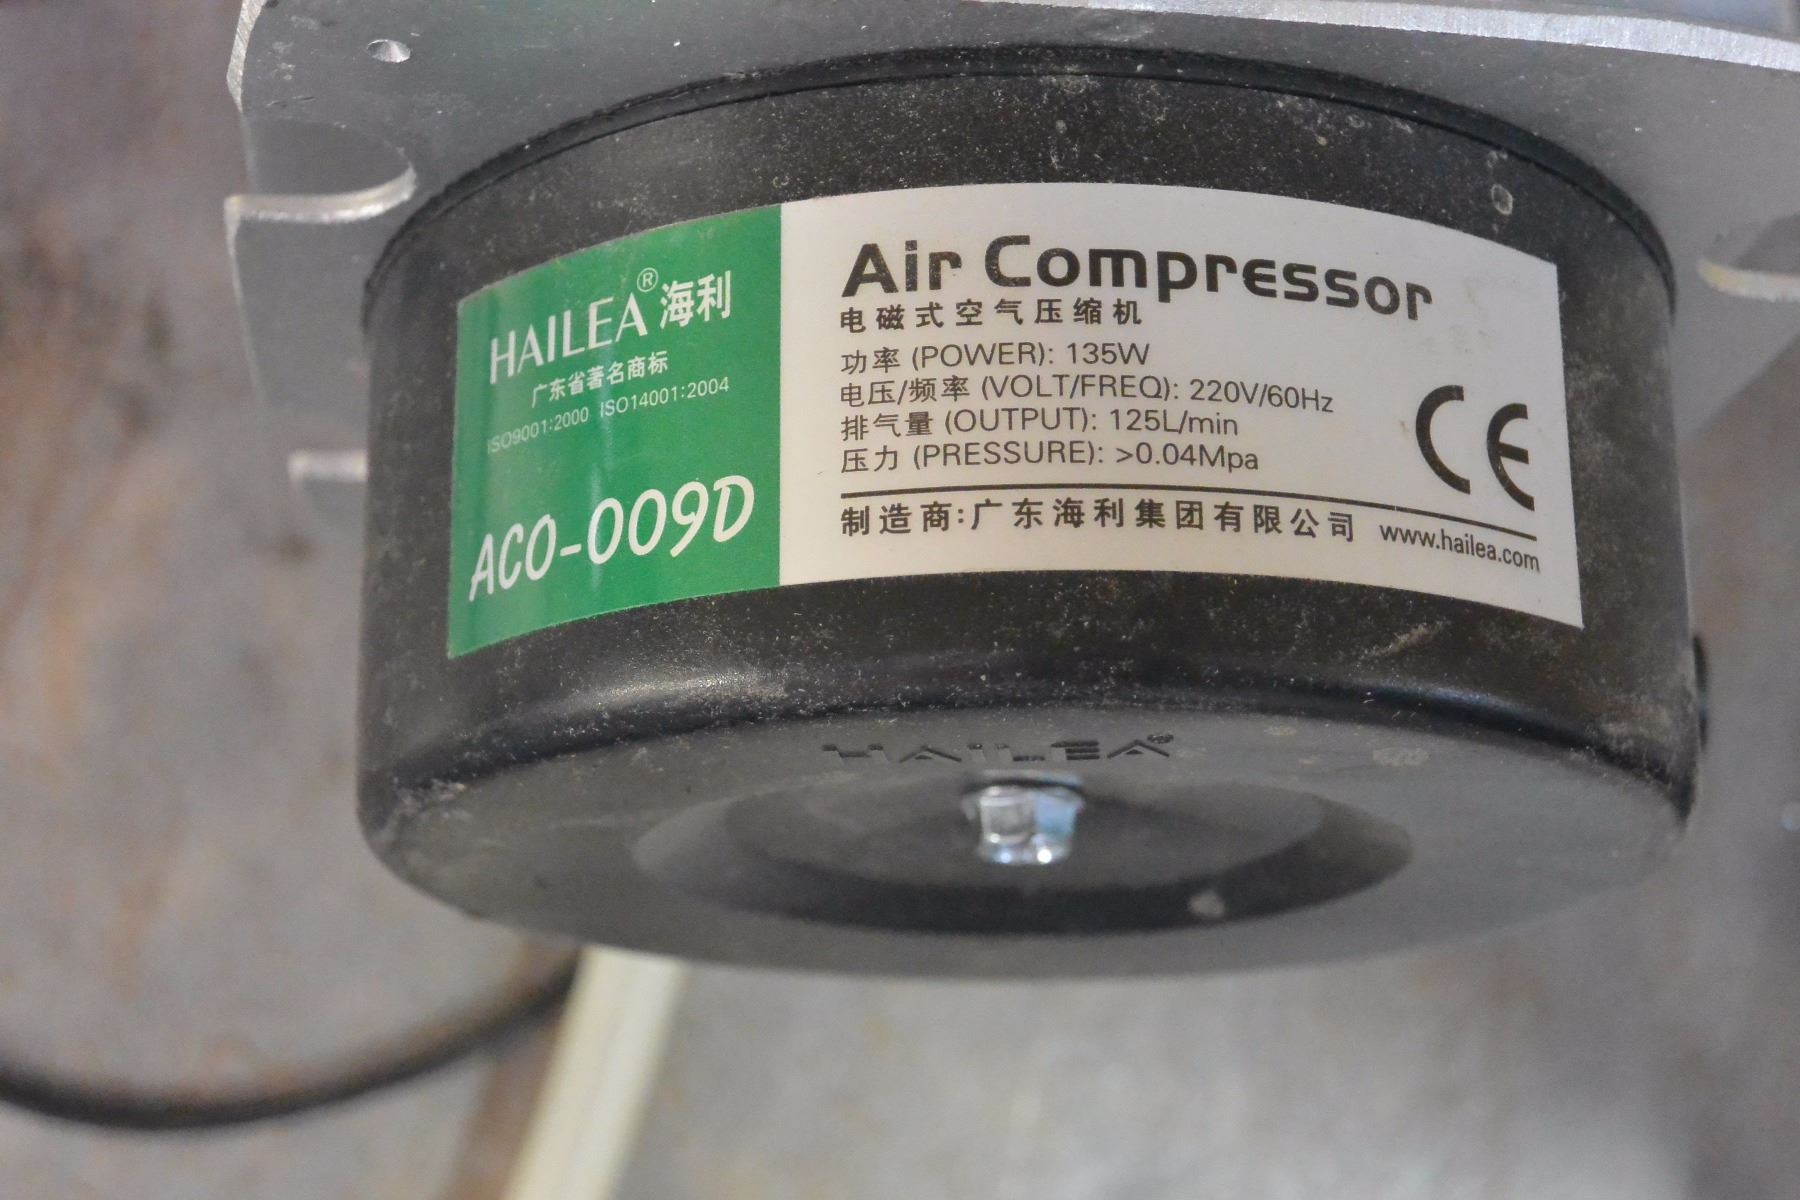 HAILEA® 海利
广东省著名商标
ISO9001:2000 ISO14001:2004
ACO-009D
Air Compressor
电磁式空气压缩机
功率 (POWER): 135W
电压/频率 (VOLT/FREQ): 220V/60Hz
排气量 (OUTPUT): 125L/min
压力 (PRESSURE): >0.04Mpa
CE
制造商:广东海利集团有限公司 www.hailea.com
HAILEA®